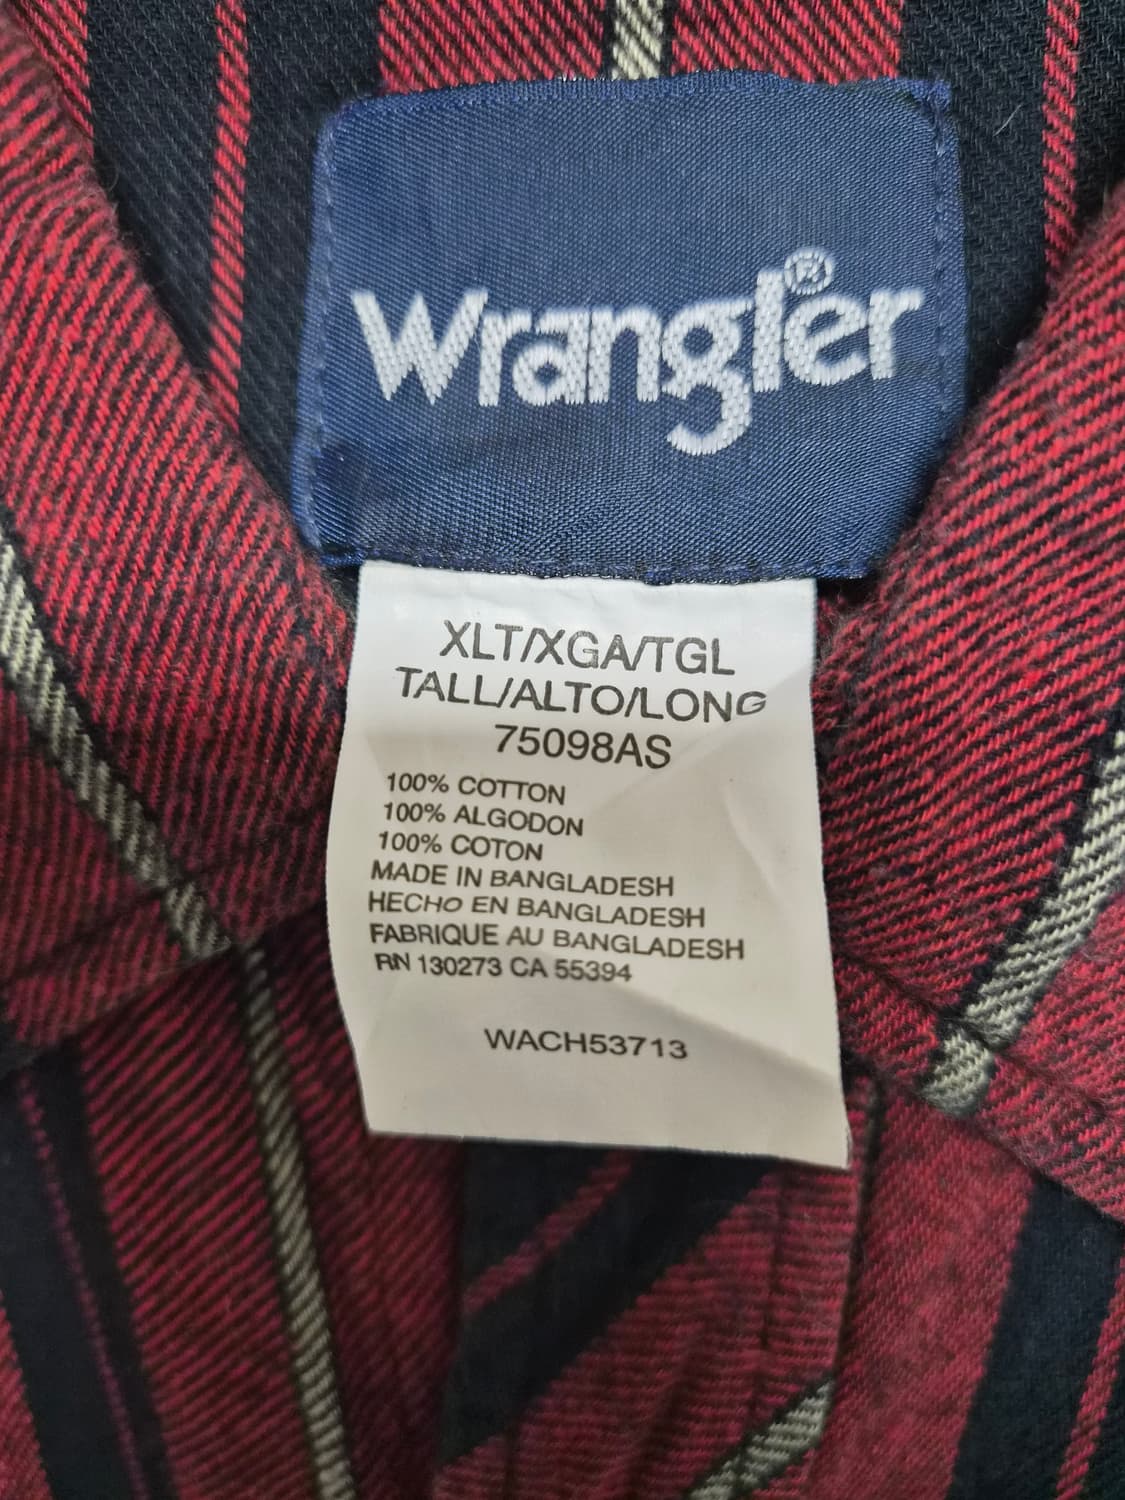 Wrangler®
XLT/XGA/TGL
TALL/ALTO/LONG
75098AS
100% COTTON
100% ALGODON
100% COTON
MADE IN BANGLADESH
HECHO EN BANGLADESH
FABRIQUE AU BANGLADESH
RN 130273 CA 55394
WACH53713